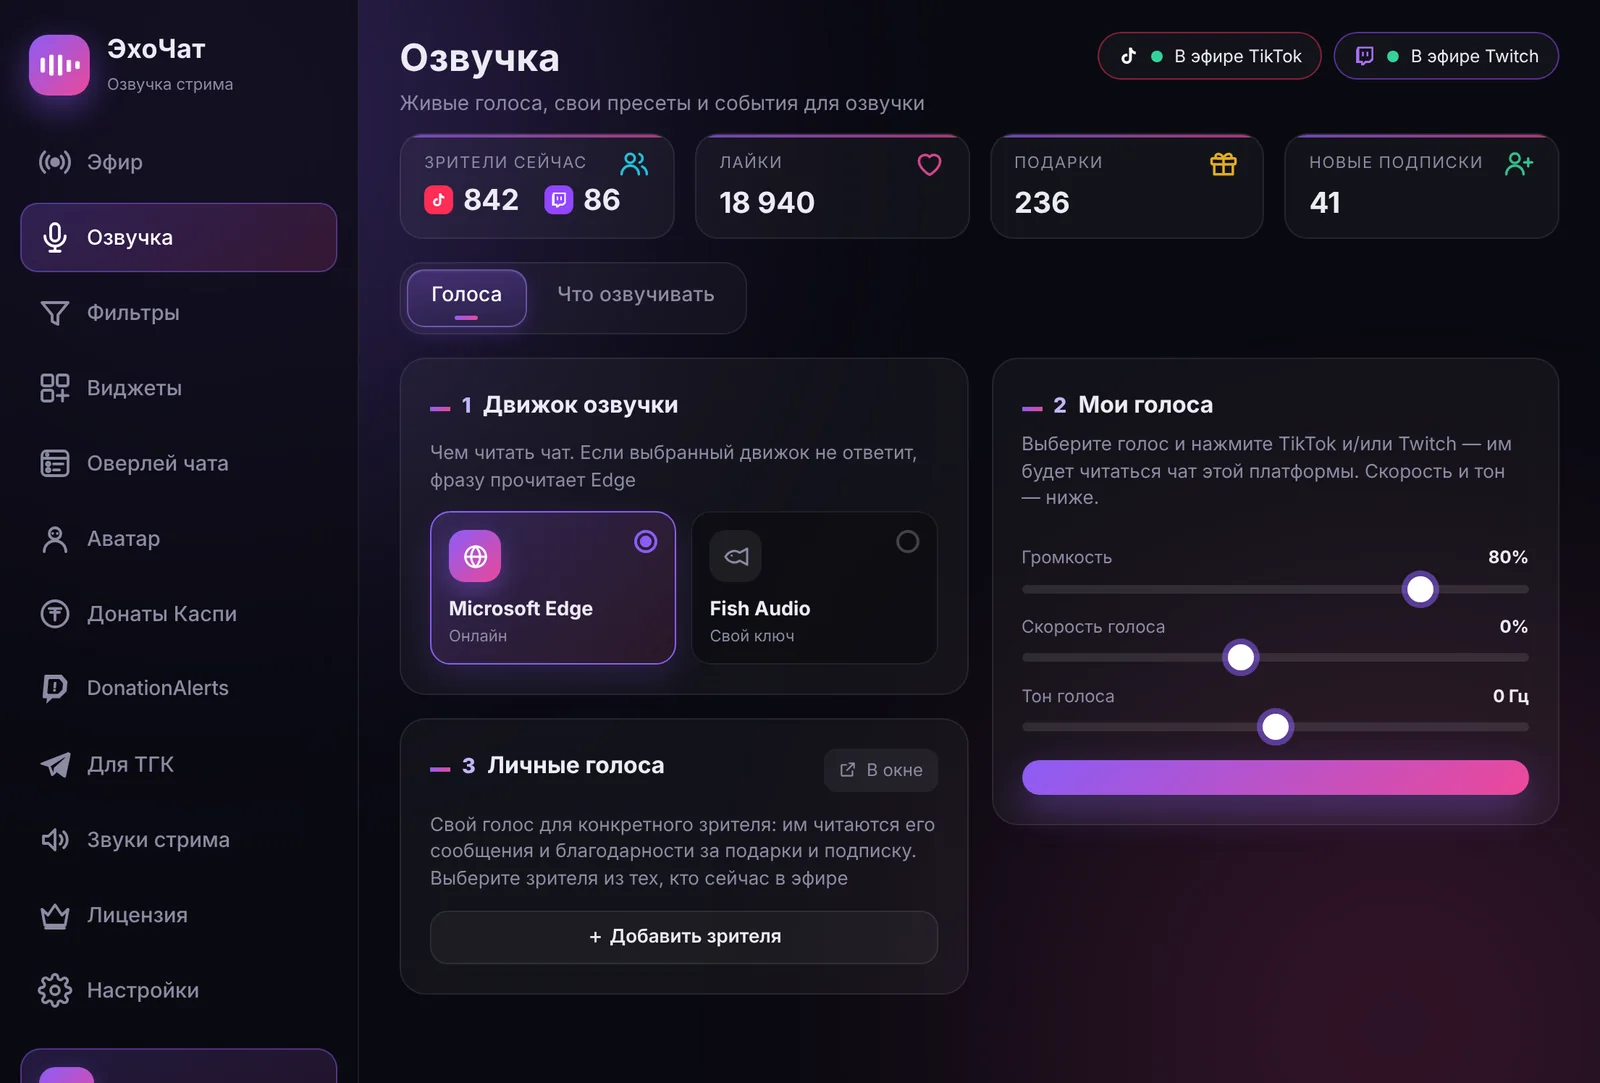 ЭхоЧат
Озвучка стрима
Эфир
Озвучка
Фильтры
Виджеты
Оверлей чата
Аватар
Донаты Каспи
DonationAlerts
Для ТГК
Звуки стрима
Лицензия
Настройки
Озвучка
Живые голоса, свои пресеты и события для озвучки
В эфире TikTok
В эфире Twitch
ЗРИТЕЛИ СЕЙЧАС
842 86
ЛАЙКИ
18 940
ПОДАРКИ
236
НОВЫЕ ПОДПИСКИ
41
Голоса
Что озвучивать
1 Движок озвучки
Чем читать чат. Если выбранный движок не ответит,
фразу прочитает Edge
Microsoft Edge
Онлайн
Fish Audio
Свой ключ
2 Мои голоса
Выберите голос и нажмите TikTok и/или Twitch — им
будет читаться чат этой платформы. Скорость и тон
— ниже.
Громкость 80%
Скорость голоса 0%
Тон голоса 0 Гц
3 Личные голоса
В окне
Свой голос для конкретного зрителя: им читаются его
сообщения и благодарности за подарки и подписку.
Выберите зрителя из тех, кто сейчас в эфире
+ Добавить зрителя